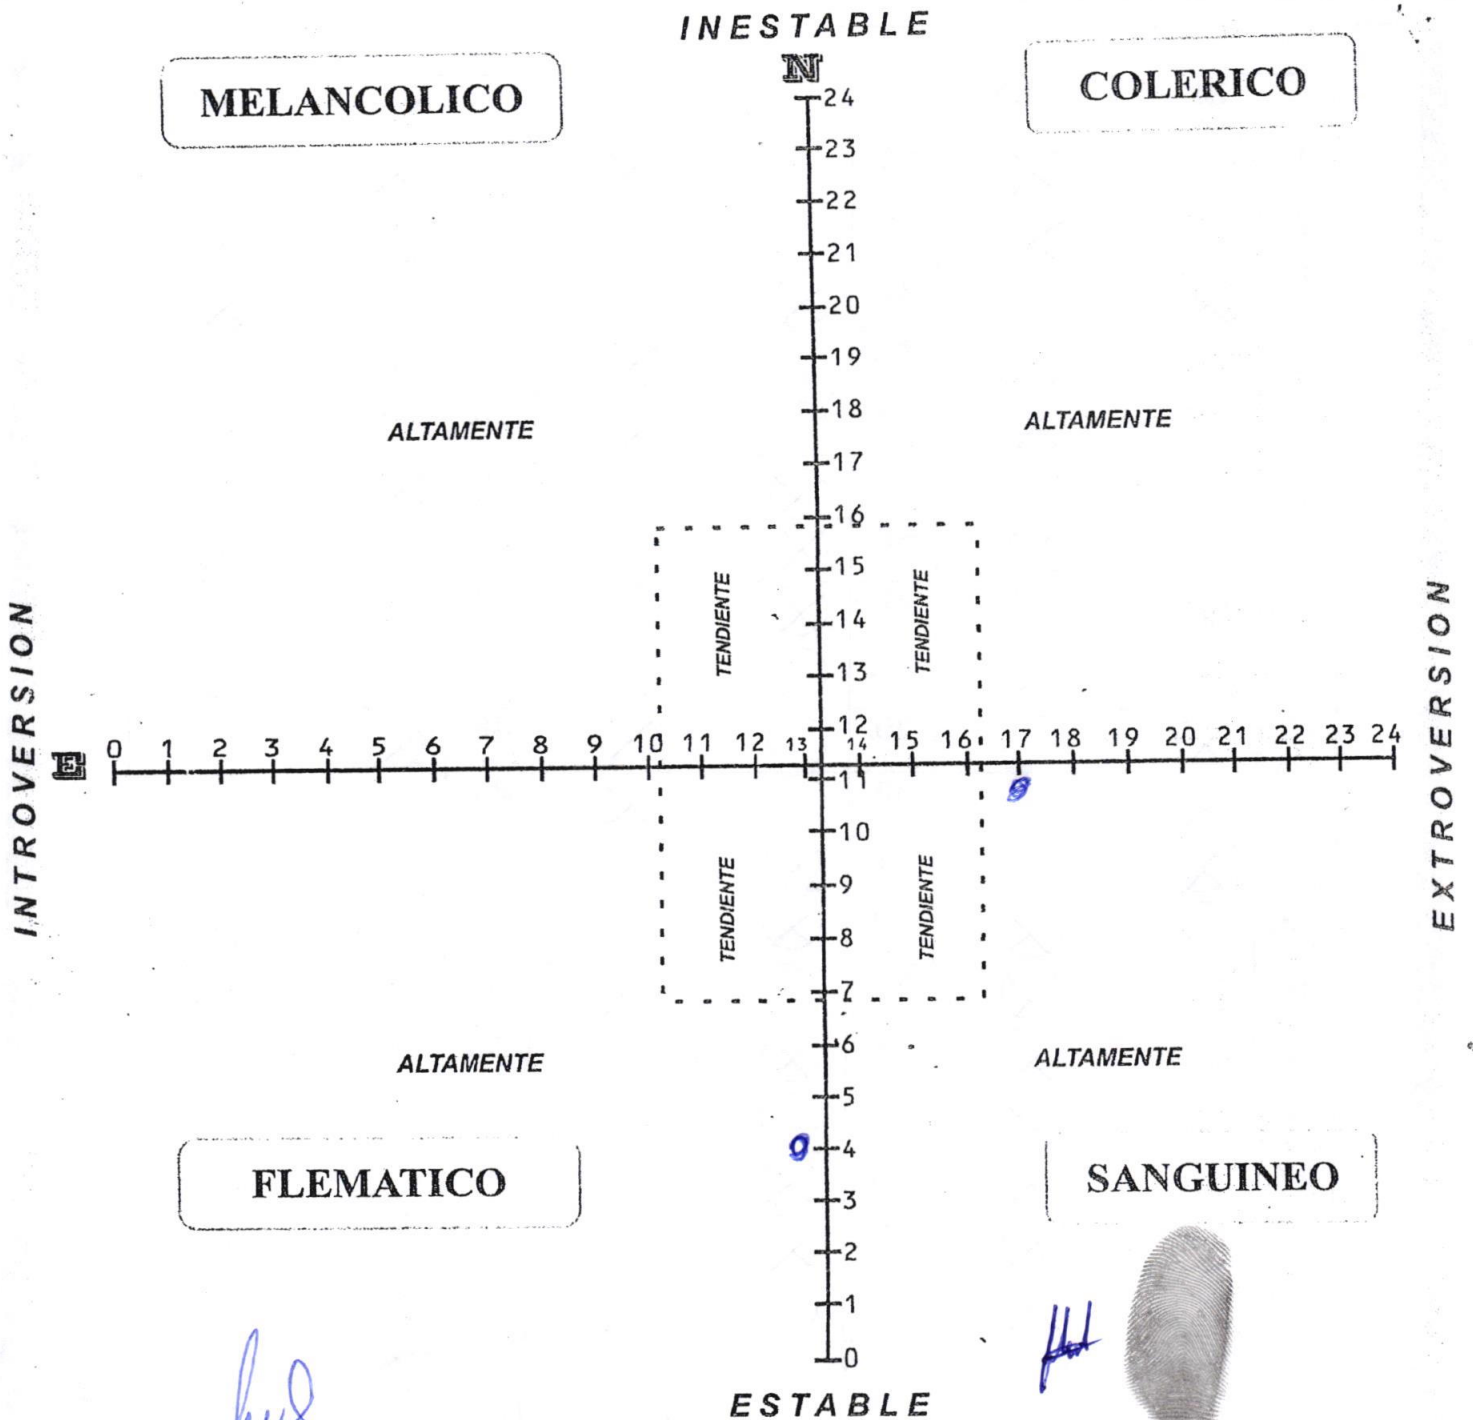 INESTABLE
N
MELANCOLICO
COLERICO
24
23
22
21
20
19
18
ALTAMENTE
ALTAMENTE
17
16
15
TENDIENTE
TENDIENTE
14
13
12
INTROVERSION
E
0 1 2 3 4 5 6 7 8 9 10 11 12 13 14 15 16 17 18 19 20 21 22 23 24
EXTROVERSION
11
10
9
TENDIENTE
TENDIENTE
8
7
6
ALTAMENTE
ALTAMENTE
5
4
FLEMATICO
SANGUINEO
3
2
1
0
ESTABLE